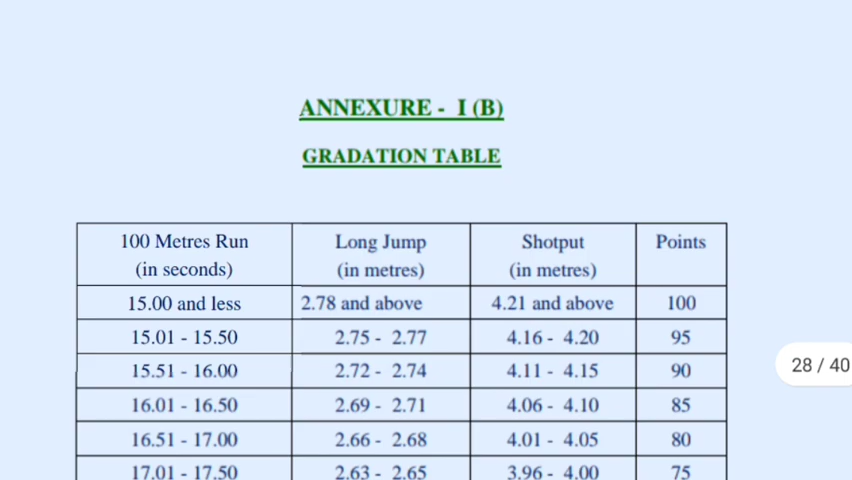 ANNEXURE - I (B)
GRADATION TABLE
100 Metres Run (in seconds) Long Jump (in metres) Shotput (in metres) Points
15.00 and less 2.78 and above 4.21 and above 100
15.01 - 15.50 2.75 - 2.77 4.16 - 4.20 95
15.51 - 16.00 2.72 - 2.74 4.11 - 4.15 90
28 / 40
16.01 - 16.50 2.69 - 2.71 4.06 - 4.10 85
16.51 - 17.00 2.66 - 2.68 4.01 - 4.05 80
17.01 - 17.50 2.63 - 2.65 3.96 - 4.00 75